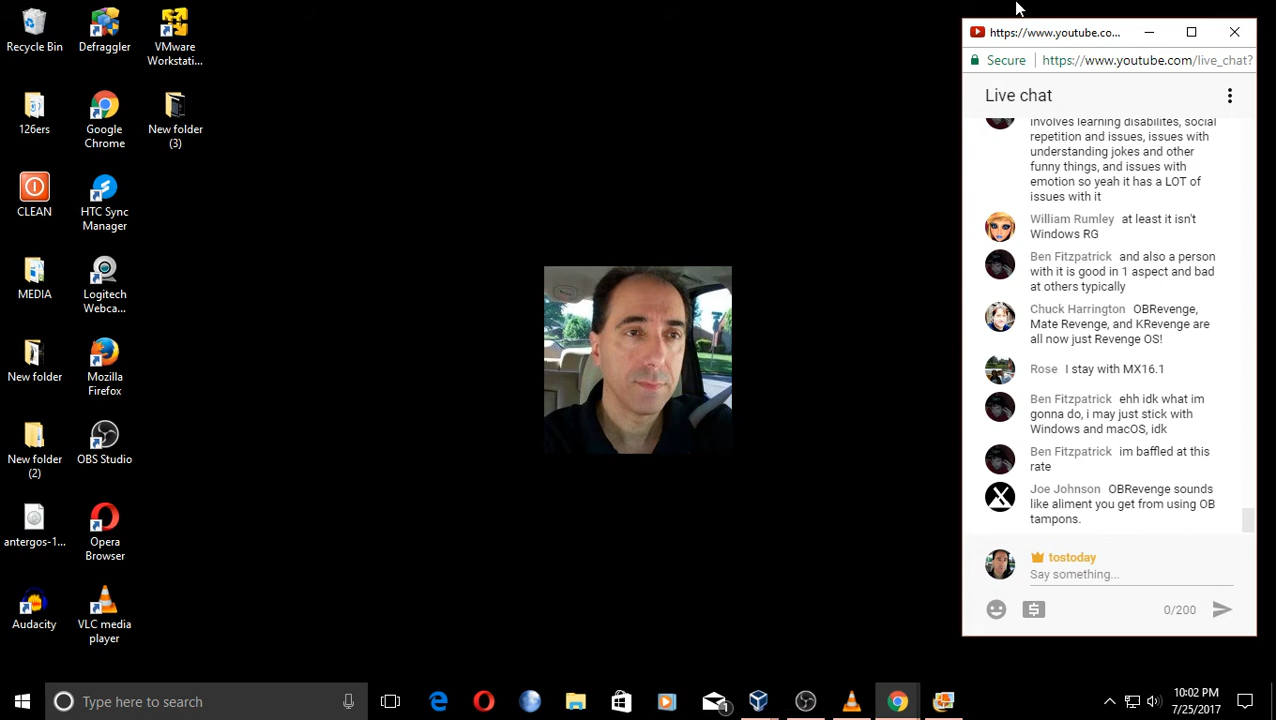 Recycle Bin
Defraggler
VMware
Workstati...
126ers
Google
Chrome
New folder
(3)
CLEAN
HTC Sync
Manager
MEDIA
Logitech
Webca...
New folder
Mozilla
Firefox
New folder
(2)
OBS Studio
antergos-1...
Opera
Browser
Audacity
VLC media
player
https://www.youtube.co...
Secure https://www.youtube.com/live_chat?
Live chat
involves learning disabilites, social
repetition and issues, issues with
understanding jokes and other
funny things, and issues with
emotion so yeah it has a LOT of
issues with it
William Rumley at least it isn't
Windows RG
Ben Fitzpatrick and also a person
with it is good in 1 aspect and bad
at others typically
Chuck Harrington OBRevenge,
Mate Revenge, and KRevenge are
all now just Revenge OS!
Rose I stay with MX16.1
Ben Fitzpatrick ehh idk what im
gonna do, i may just stick with
Windows and macOS, idk
Ben Fitzpatrick im baffled at this
rate
Joe Johnson OBRevenge sounds
like aliment you get from using OB
tampons.
tostoday
Say something...
0/200
Type here to search
1
10:02 PM
7/25/2017